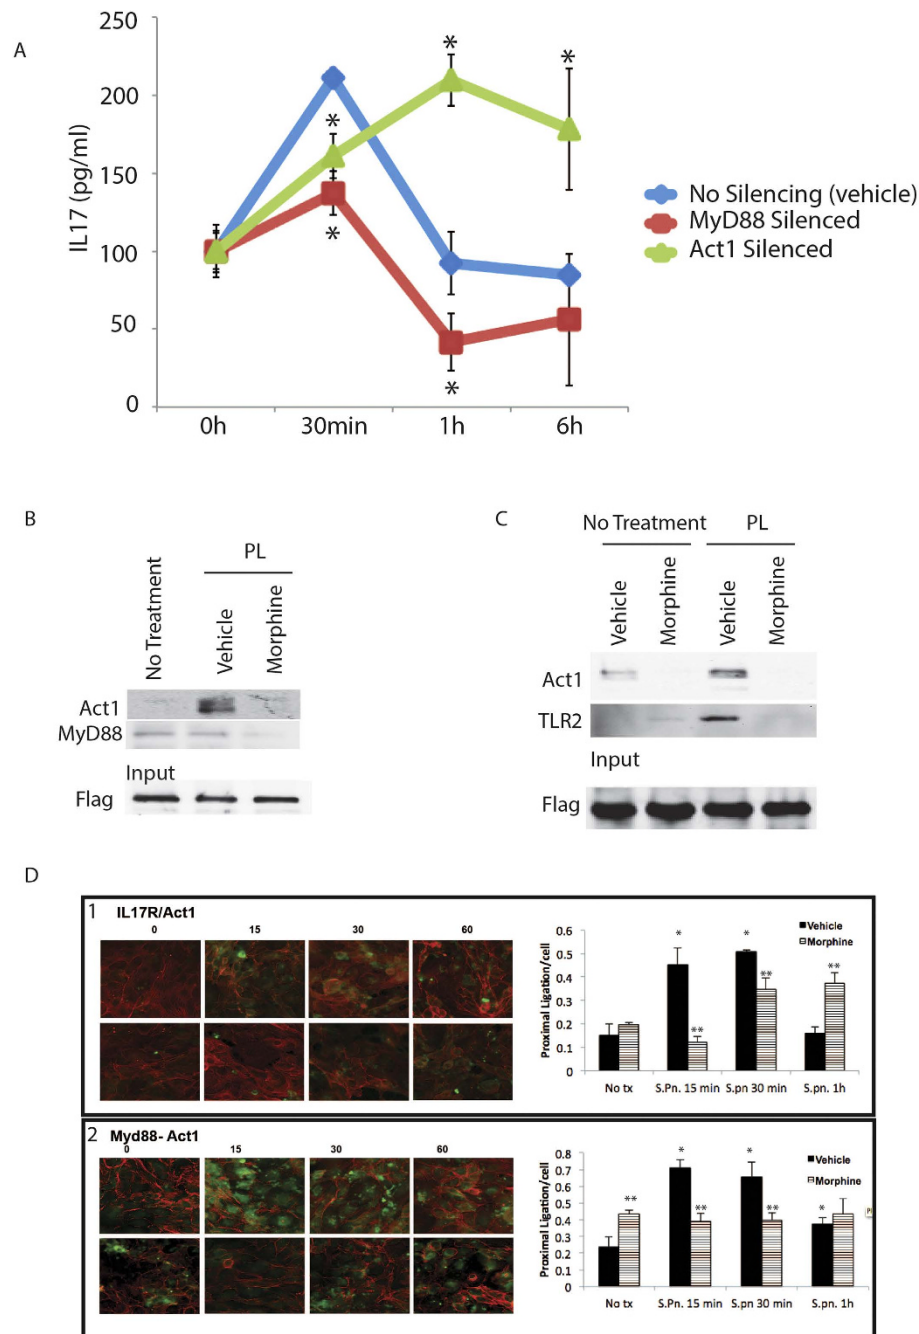 A
250
200
150
100
50
0
IL17 (pg/ml)
* * * * * *
0h 30min 1h 6h
No Silencing (vehicle)
MyD88 Silenced
Act1 Silenced
B
PL
No Treatment
Vehicle
Morphine
Act1
MyD88
Input
Flag
C
No Treatment PL
Vehicle
Morphine
Vehicle
Morphine
Act1
TLR2
Input
Flag
D
1 IL17R/Act1
0 15 30 60
Proximal Ligation/cell
0.6
0.5
0.4
0.3
0.2
0.1
0
* ** * ** **
Vehicle
Morphine
No tx S.Pn. 15 min S.pn 30 min S.pn. 1h
2 Myd88- Act1
0 15 30 60
Proximal Ligation/cell
0.8
0.7
0.6
0.5
0.4
0.3
0.2
0.1
0
** * ** * ** *
Vehicle
Morphine
No tx S.Pn. 15 min S.pn 30 min S.pn. 1h